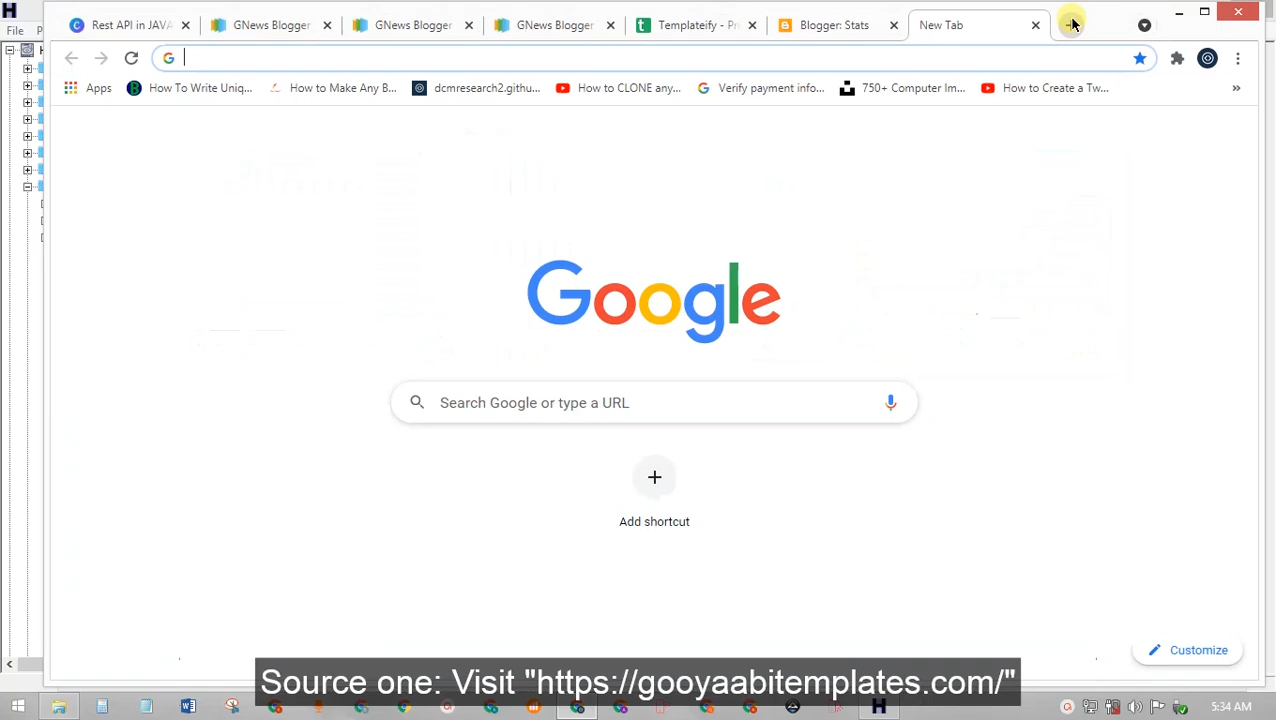 Rest API in JAVA
GNews Blogger
GNews Blogger
GNews Blogger
Templateify - Pr
Blogger: Stats
New Tab
File
Apps
How To Write Uniq...
How to Make Any B...
dcmresearch2.githu...
How to CLONE any...
Verify payment info...
750+ Computer Im...
How to Create a Tw...
Google
Search Google or type a URL
Add shortcut
Customize
Source one: Visit "https://gooyaabitemplates.com/"
5:34 AM